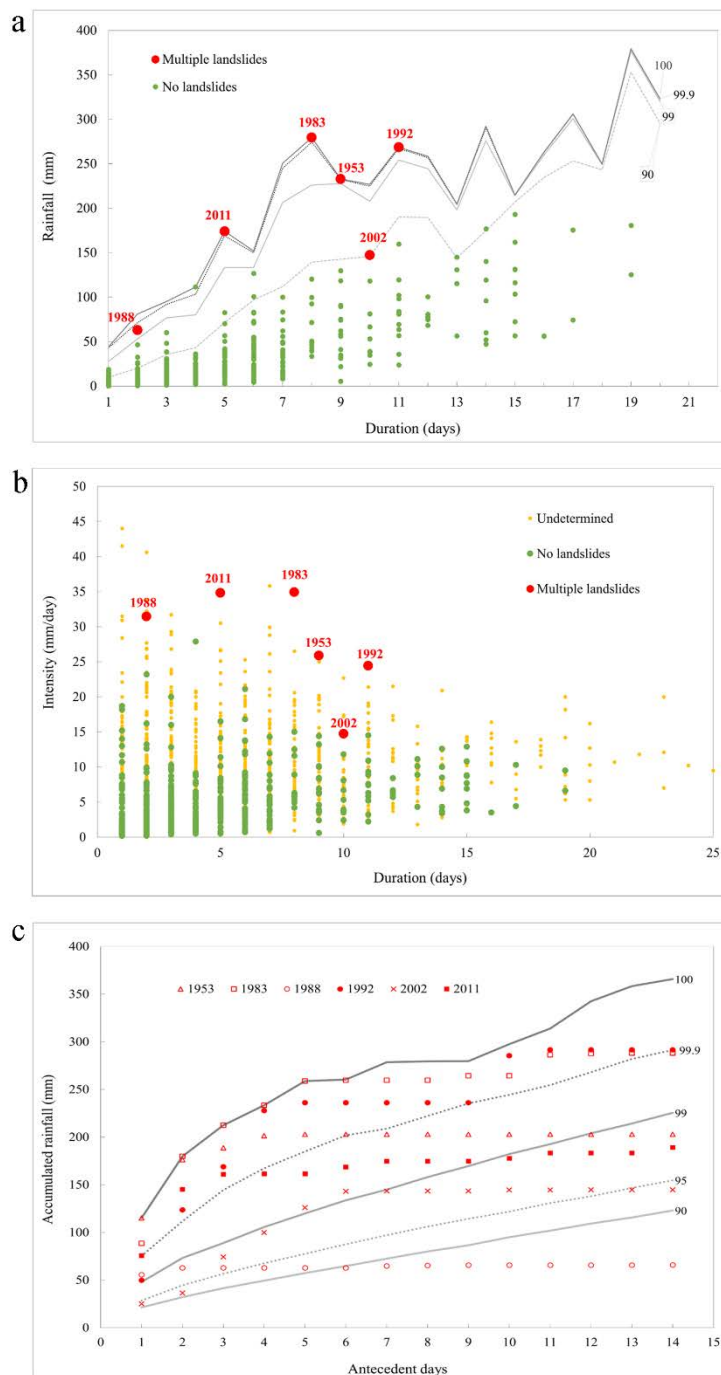 a
400
350
300
250
200
150
100
50
0
Rainfall (mm)
Multiple landslides
No landslides
1988
2011
1983
1953
1992
2002
100
99.9
99
90
1 3 5 7 9 11 13 15 17 19 21
Duration (days)
b
50
45
40
35
30
25
20
15
10
5
0
Intensity (mm/day)
Undetermined
No landslides
Multiple landslides
1988
2011
1983
1953
1992
2002
0 5 10 15 20 25
Duration (days)
c
400
350
300
250
200
150
100
50
0
Accumulated rainfall (mm)
1953 1983 1988 1992 2002 2011
100
99.9
99
95
90
0 1 2 3 4 5 6 7 8 9 10 11 12 13 14 15
Antecedent days